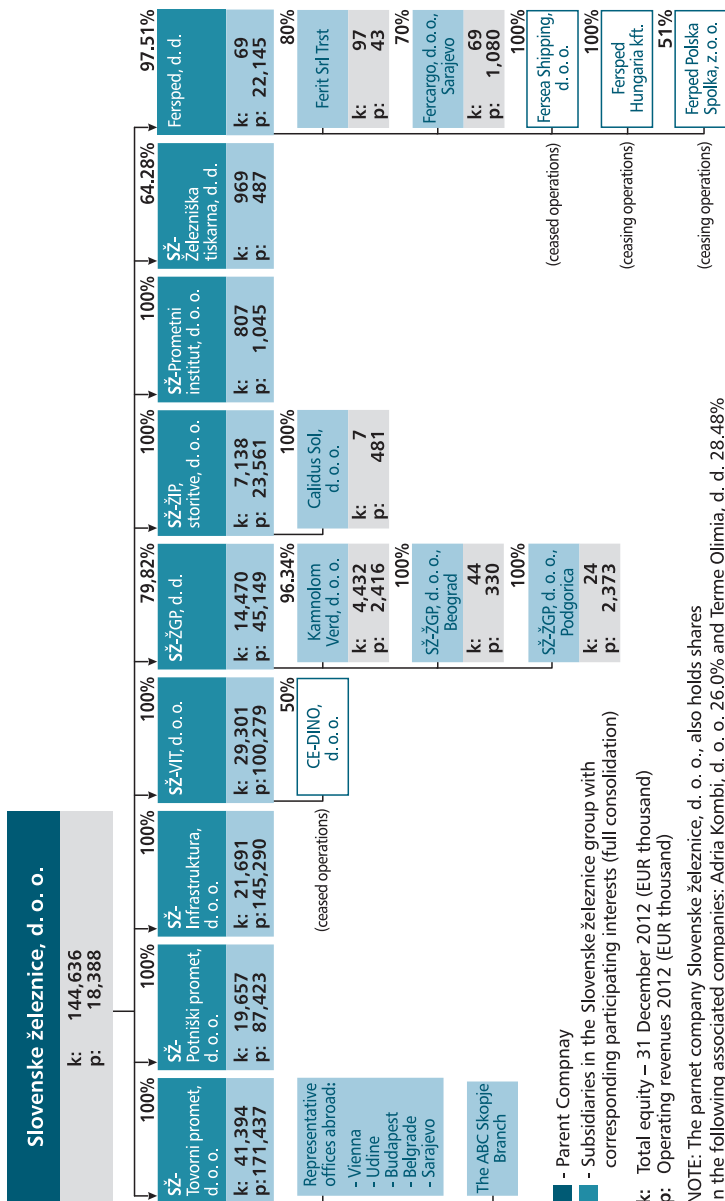 Slovenske železnice, d. o. o.
k: 144,636
p: 18,388
100%
SŽ-
Tovorni promet,
d. o. o.
k: 41,394
p: 171,437
Representative
offices abroad:
- Vienna
- Udine
- Budapest
- Belgrade
- Sarajevo
The ABC Skopje
Branch
100%
SŽ-
Potniški promet,
d. o. o.
k: 19,657
p: 87,423
100%
SŽ-
Infrastruktura,
d. o. o.
k: 21,691
p: 145,290
100%
SŽ-VIT, d. o. o.
k: 29,301
p: 100,279
50%
CE-DINO,
d. o. o.
(ceased operations)
79,82%
SŽ-ŽGP, d. d.
k: 14,470
p: 45,149
96.34%
Kamnolom
Verd, d. o. o.
k: 4,432
p: 2,416
100%
SŽ-ŽGP, d. o. o.,
Beograd
k: 44
p: 330
100%
SŽ-ŽGP, d. o. o.,
Podgorica
k: 24
p: 2,373
100%
SŽ-ŽIP,
storitve, d. o. o.
k: 7,138
p: 23,561
100%
Calidus Sol,
d. o. o.
k: 7
p: 481
100%
SŽ-Prometni
institut, d. o. o.
k: 807
p: 1,045
64.28%
SŽ-
Železniška
tiskarna, d. d.
k: 969
p: 487
97.51%
Fersped, d. d.
k: 69
p: 22,145
80%
Ferit Srl Trst
k: 97
p: 43
70%
Fercargo, d.o.o.,
Sarajevo
k: 69
p: 1,080
100%
Fersea Shipping,
d. o. o.
(ceased operations)
100%
Fersped
Hungaria kft.
(ceasing operations)
51%
Ferped Polska
Spolka, z. o. o.
(ceasing operations)
- Parent Compnay
- Subsidiaries in the Slovenske železnice group with
corresponding participating interests (full consolidation)
k: Total equity – 31 December 2012 (EUR thousand)
p: Operating revenues 2012 (EUR thousand)
NOTE: The parnet company Slovenske železnice, d. o. o., also holds shares
in the following associated companies: Adria Kombi, d. o. o. 26.0% and Terme Olimia, d. d. 28.48%